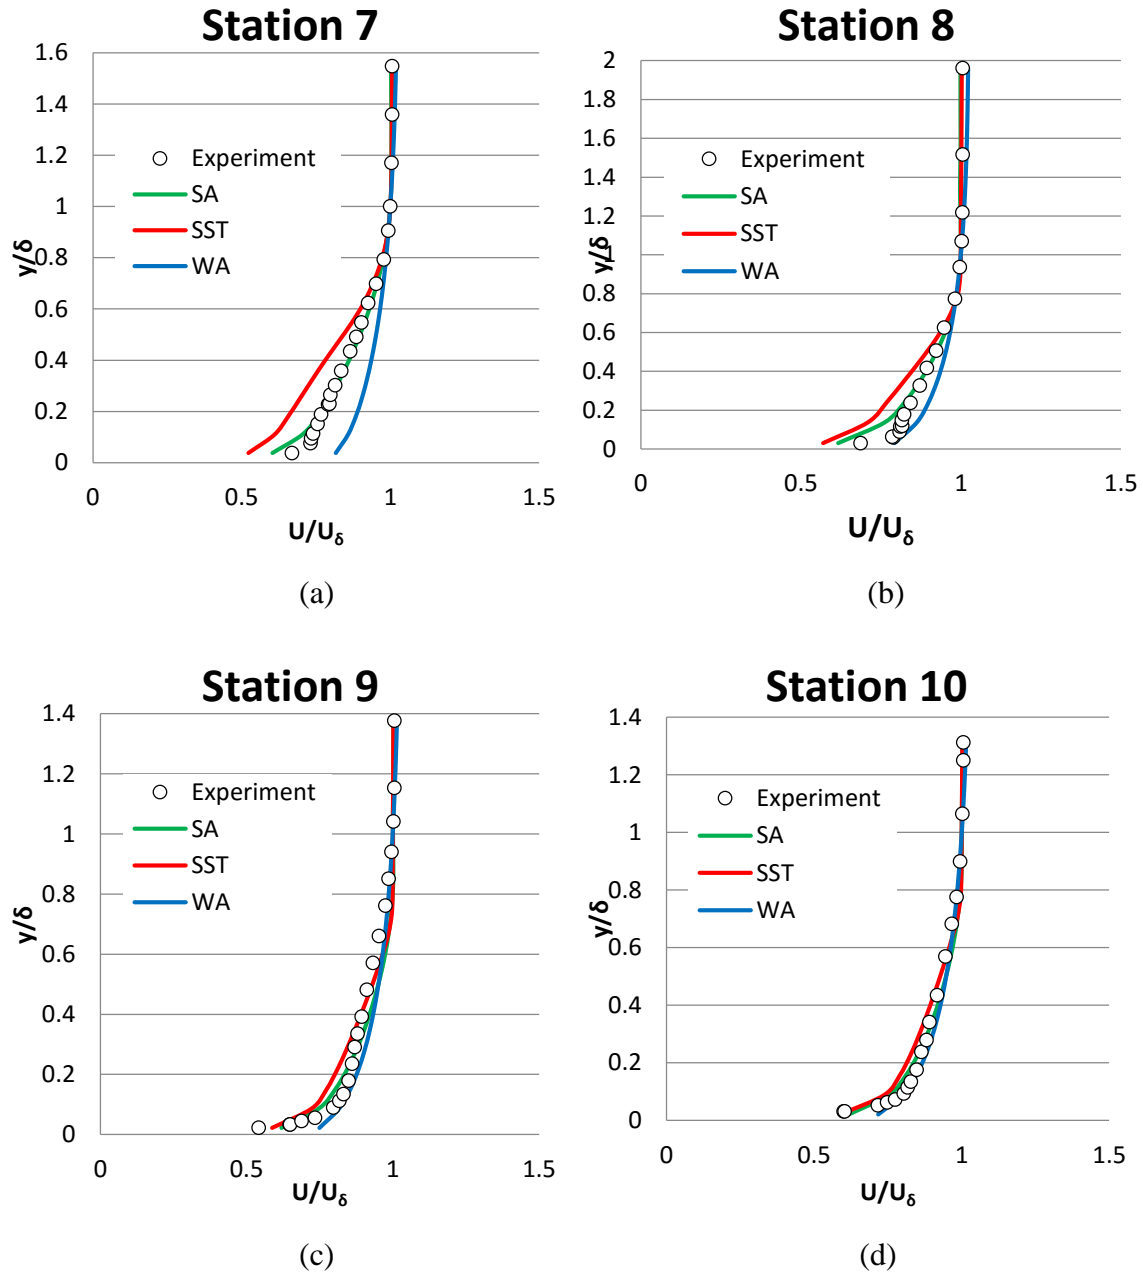 Station 7
1.6
1.4
1.2
1
0.8
0.6
0.4
0.2
0
y/δ
Experiment
SA
SST
WA
0 0.5 1 1.5
U/Uδ
(a)
Station 8
2
1.8
1.6
1.4
1.2
1
0.8
0.6
0.4
0.2
0
y/δ
Experiment
SA
SST
WA
0 0.5 1 1.5
U/Uδ
(b)
Station 9
1.4
1.2
1
0.8
0.6
0.4
0.2
0
y/δ
Experiment
SA
SST
WA
0 0.5 1 1.5
U/Uδ
(c)
Station 10
1.4
1.2
1
0.8
0.6
0.4
0.2
0
y/δ
Experiment
SA
SST
WA
0 0.5 1 1.5
U/Uδ
(d)